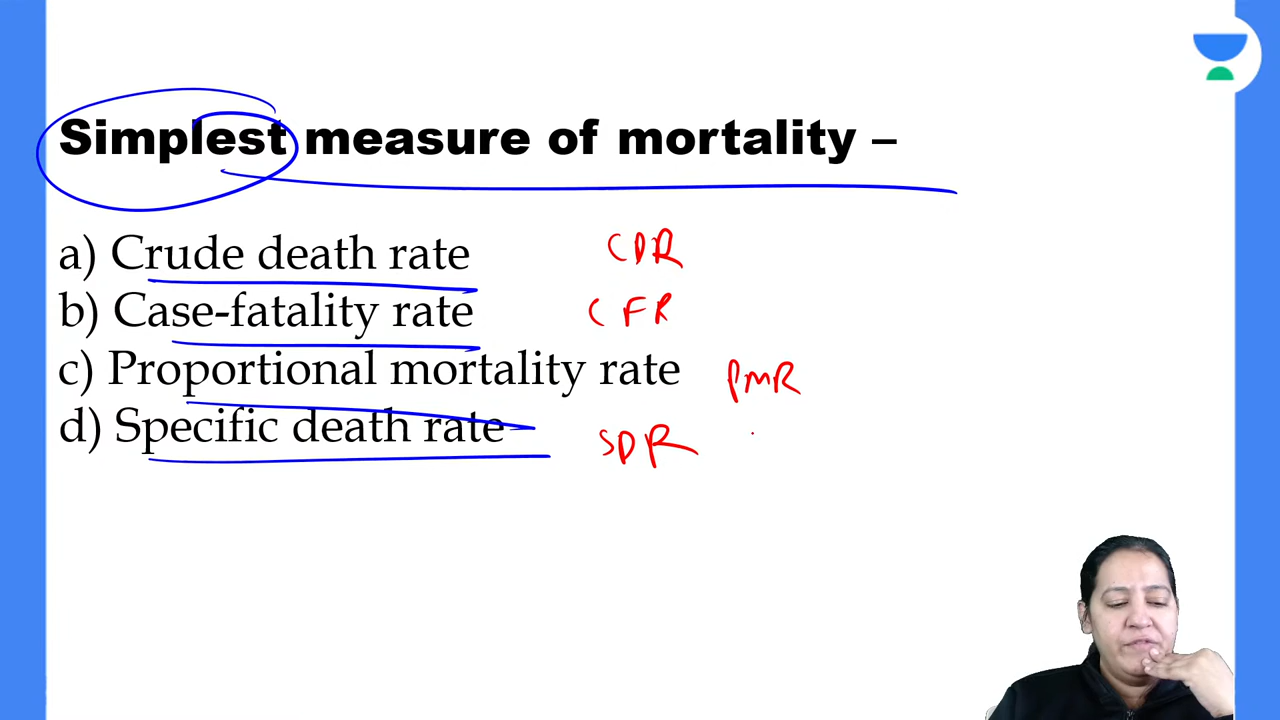 Simplest measure of mortality –
a) Crude death rate CDR
b) Case-fatality rate CFR
c) Proportional mortality rate PMR
d) Specific death rate SDR